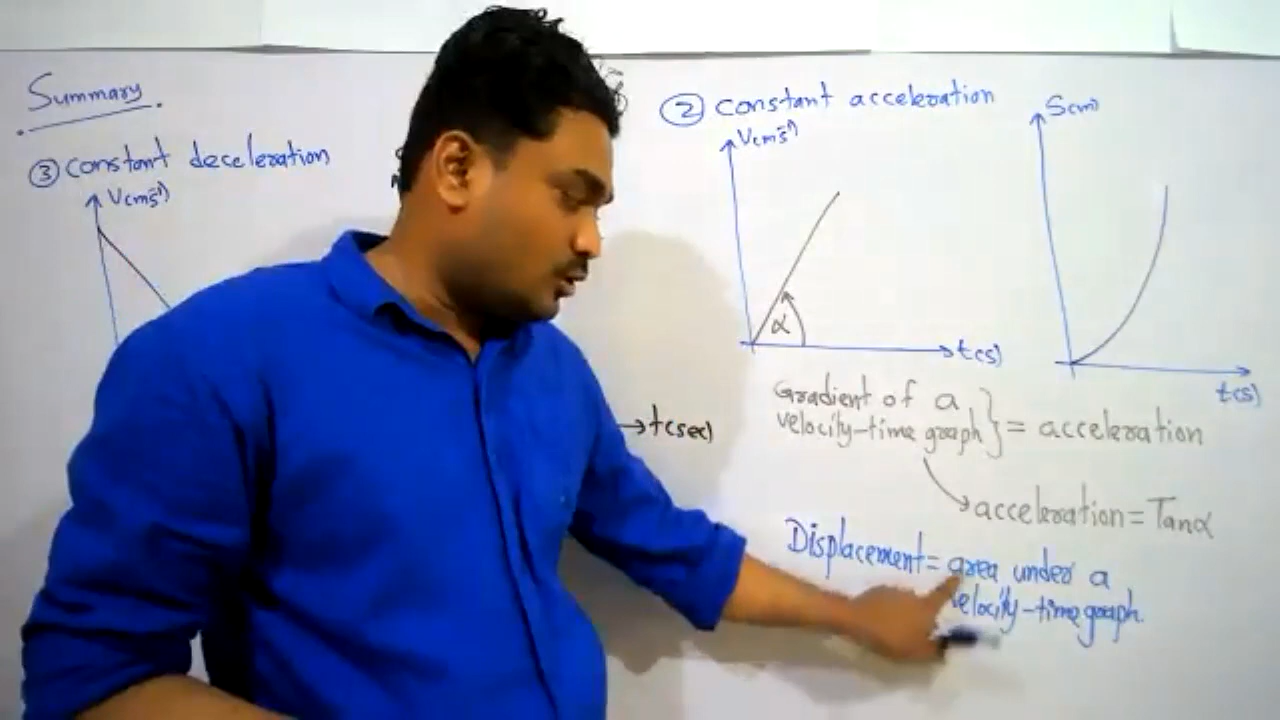 Summary
③ constant deceleration
V(ms⁻¹)
② constant acceleration
V(ms⁻¹)
S(m)
α
t(s)
t(s)
t(sec)
Gradient of a
velocity-time graph } = acceleration
acceleration = Tanα
Displacement = area under a
velocity-time graph.